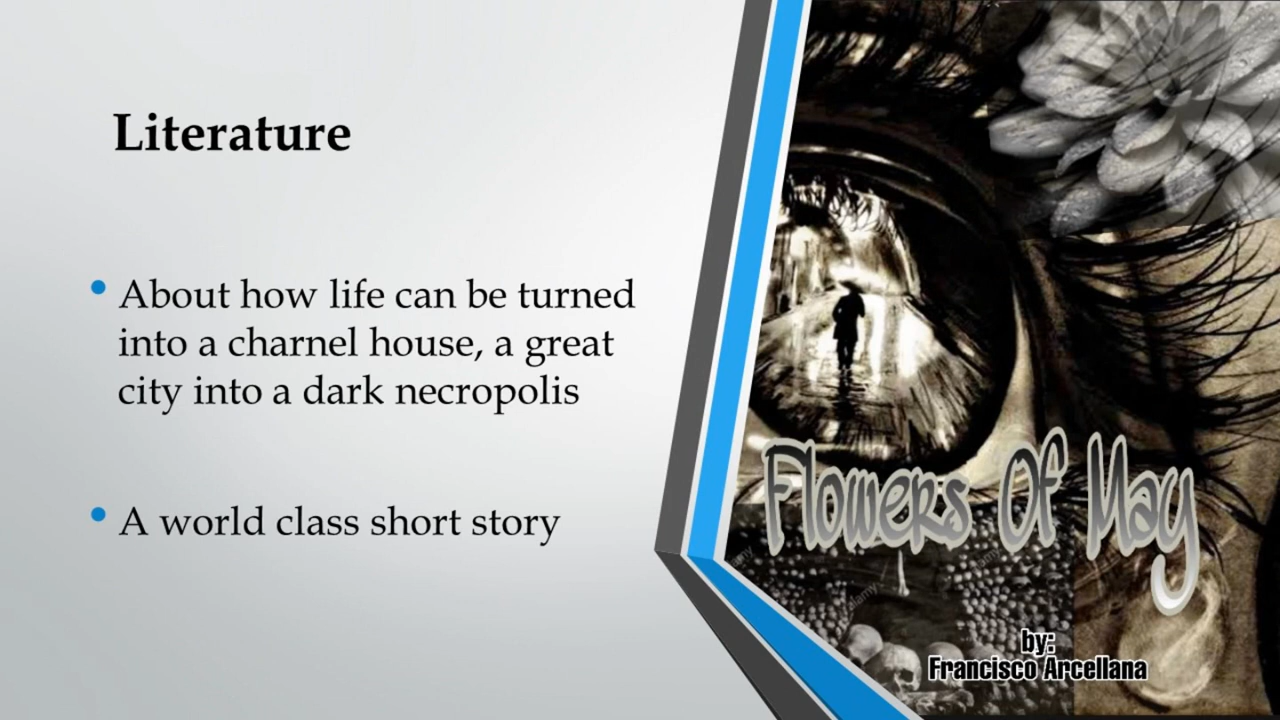 Literature
• About how life can be turned
into a charnel house, a great
city into a dark necropolis
• A world class short story
Flowers Of May
by:
Francisco Arcellana
alamy